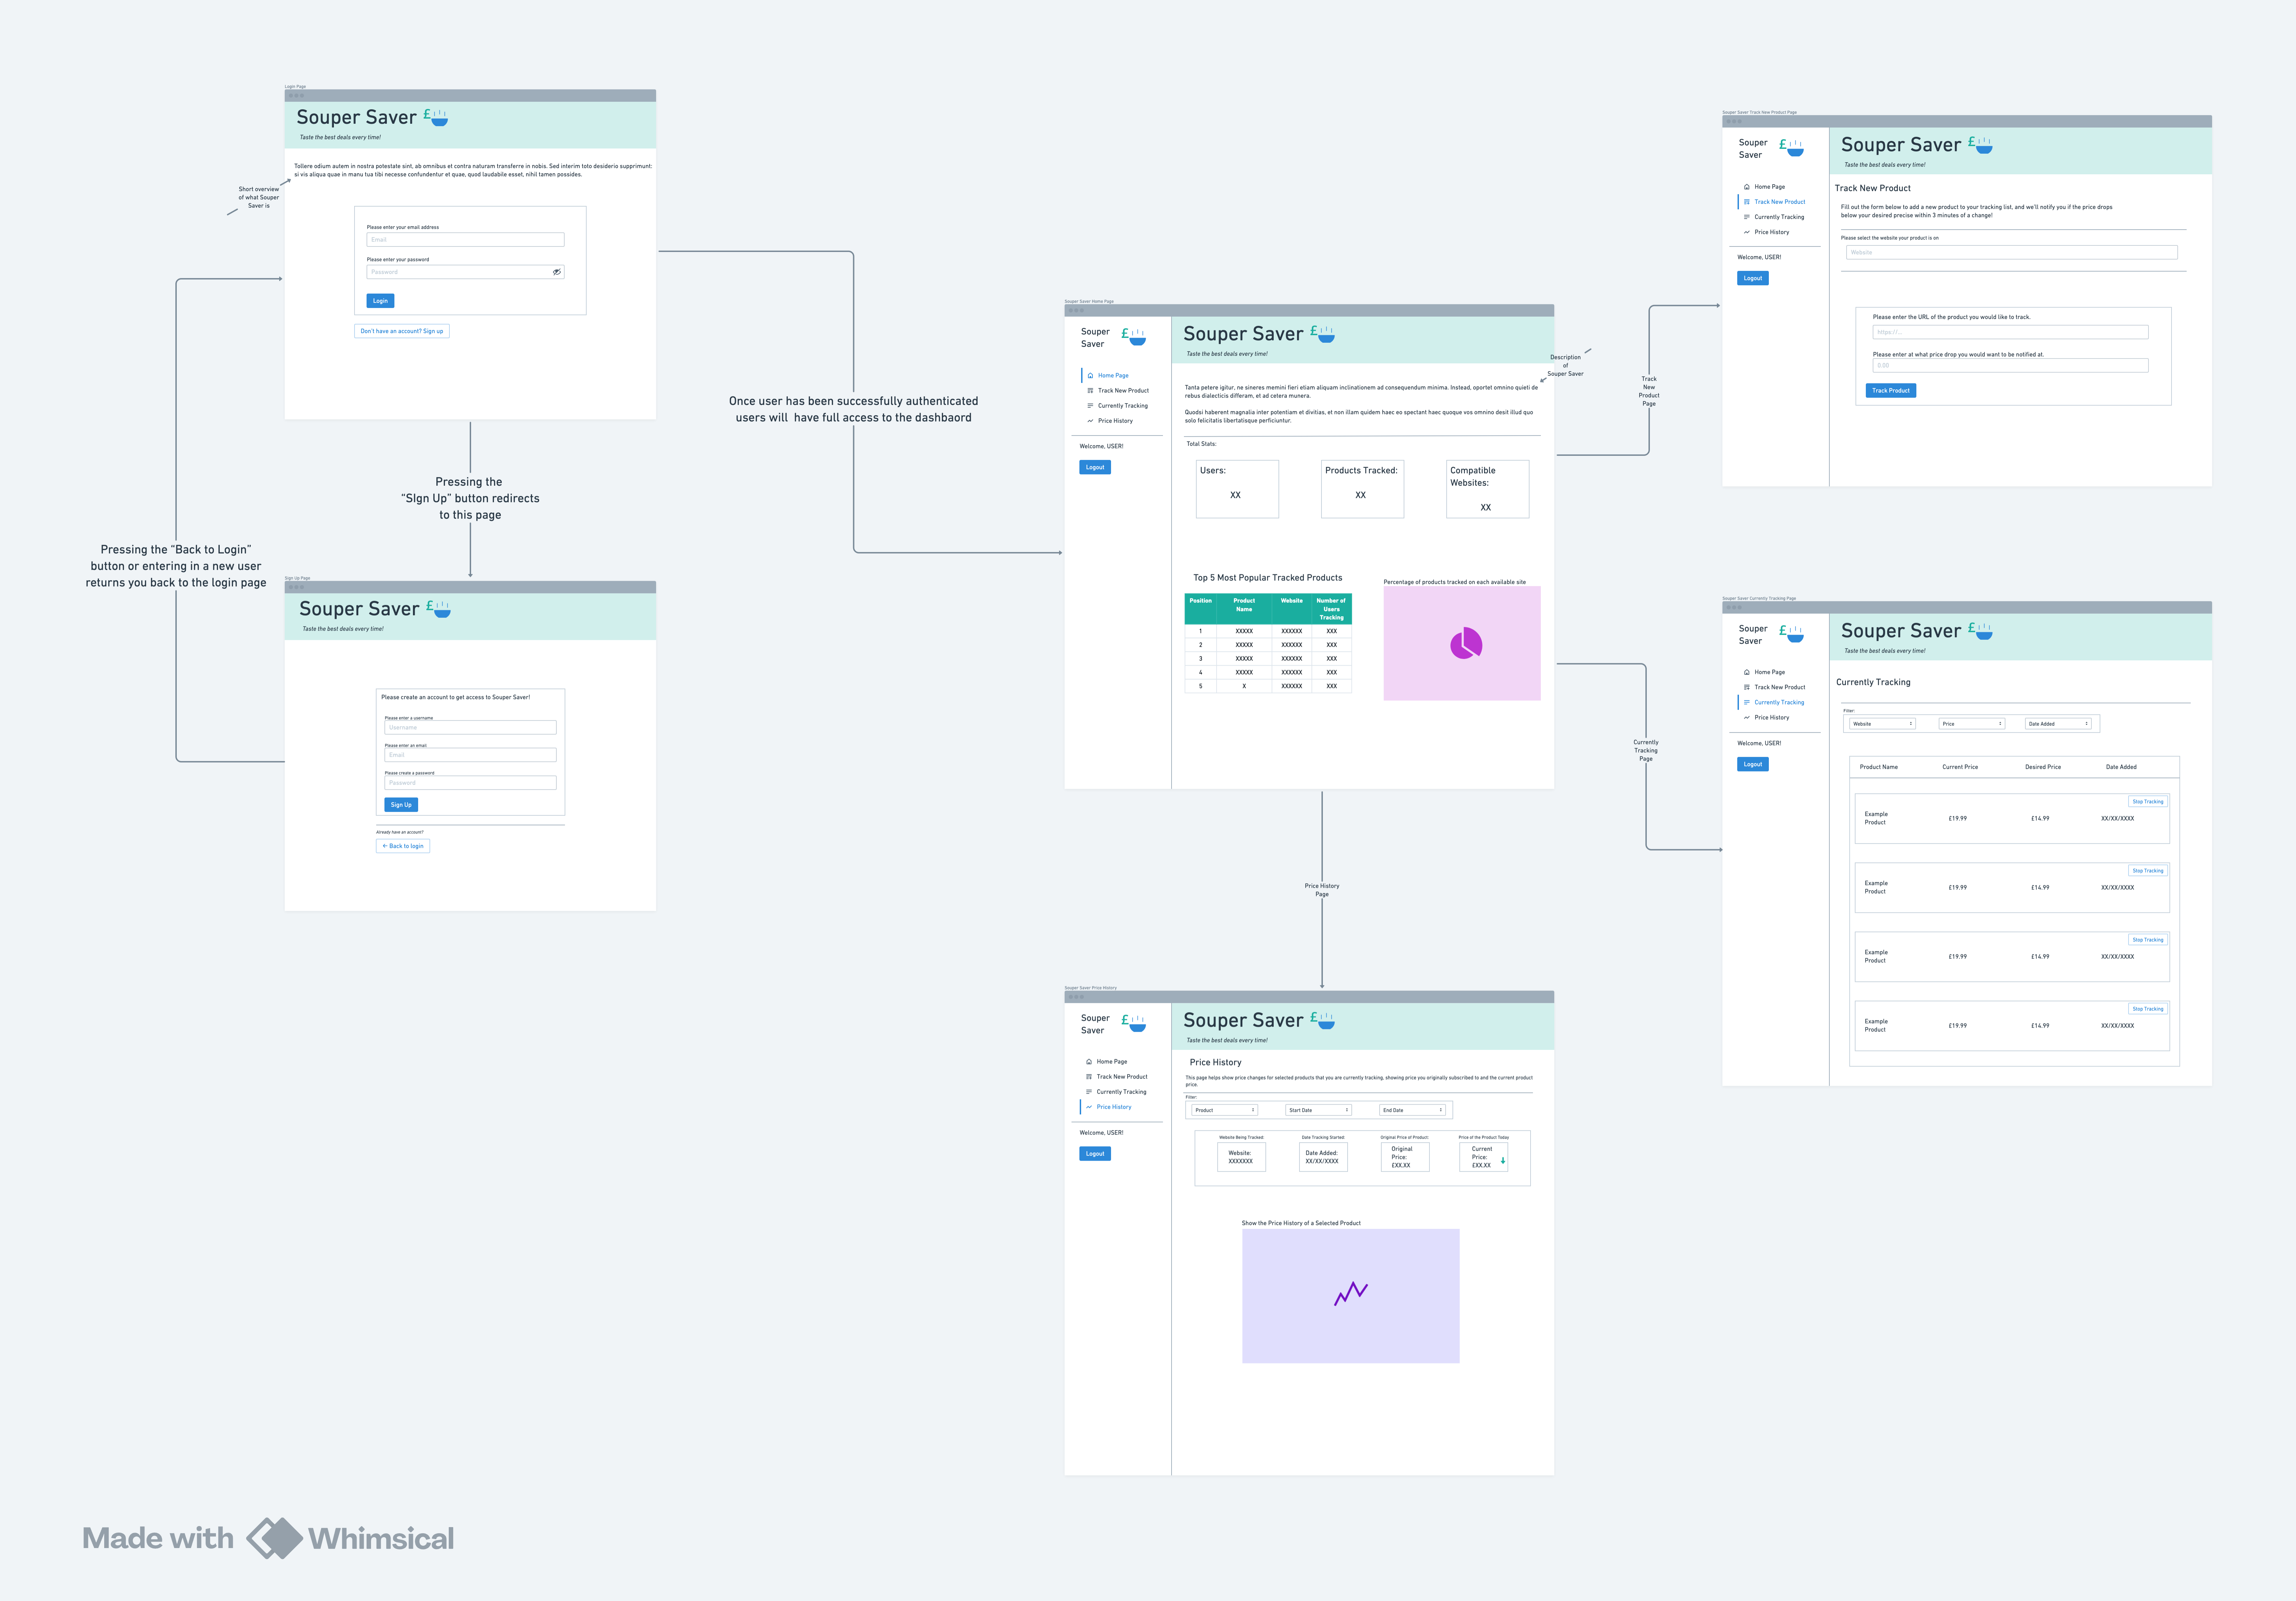 Login Page
Souper Saver £
Taste the best deals every time!
Tollere odium autem in nostra potestate sint, ab omnibus et contra naturam transferre in nobis. Sed interim toto desiderio supprimunt:
si vis aliqua quae in manu tua tibi necesse confundentur et quae, quod laudabile esset, nihil tamen possides.
Short overview
of what Souper
Saver is
Please enter your email address
Email
Please enter your password
Password
Login
Don't have an account? Sign up
Pressing the
“SIgn Up” button redirects
to this page
Pressing the “Back to Login”
button or entering in a new user
returns you back to the login page
Sign Up Page
Souper Saver £
Taste the best deals every time!
Please create an account to get access to Souper Saver!
Please enter a username
Username
Please enter an email
Email
Please create a password
Password
Sign Up
Already have an account?
← Back to login
Once user has been successfully authenticated
users will have full access to the dashbaord
Souper Saver Home Page
Souper
Saver
£
Home Page
Track New Product
Currently Tracking
Price History
Welcome, USER!
Logout
Souper Saver £
Taste the best deals every time!
Description
of
Souper Saver
Tanta petere igitur, ne sineres memini fieri etiam aliquam inclinationem ad consequendum minima. Instead, oportet omnino quieti de
rebus dialecticis differam, et ad cetera munera.
Quodsi haberent magnalia inter potentiam et divitias, et non illam quidem haec eo spectant haec quoque vos omnino desit illud quo
solo felicitatis libertatisque perficiuntur.
Total Stats:
Users:
XX
Products Tracked:
XX
Compatible
Websites:
XX
Top 5 Most Popular Tracked Products
Position Product Name Website Number of Users Tracking
1 XXXXX XXXXXX XXX
2 XXXXX XXXXXX XXX
3 XXXXX XXXXXX XXX
4 XXXXX XXXXXX XXX
5 X XXXXXX XXX
Percentage of products tracked on each available site
Track
New
Product
Page
Currently
Tracking
Page
Price History
Page
Souper Saver Track New Product Page
Souper
Saver
£
Home Page
Track New Product
Currently Tracking
Price History
Welcome, USER!
Logout
Souper Saver £
Taste the best deals every time!
Track New Product
Fill out the form below to add a new product to your tracking list, and we'll notify you if the price drops
below your desired precise within 3 minutes of a change!
Please select the website your product is on
Website
Please enter the URL of the product you would like to track.
https://...
Please enter at what price drop you would want to be notified at.
0.00
Track Product
Souper Saver Currently Tracking Page
Souper
Saver
£
Home Page
Track New Product
Currently Tracking
Price History
Welcome, USER!
Logout
Souper Saver £
Taste the best deals every time!
Currently Tracking
Filter:
Website Price Date Added
Product Name Current Price Desired Price Date Added
Stop Tracking
Example
Product
£19.99 £14.99 XX/XX/XXXX
Stop Tracking
Example
Product
£19.99 £14.99 XX/XX/XXXX
Stop Tracking
Example
Product
£19.99 £14.99 XX/XX/XXXX
Stop Tracking
Example
Product
£19.99 £14.99 XX/XX/XXXX
Souper Saver Price History
Souper
Saver
£
Home Page
Track New Product
Currently Tracking
Price History
Welcome, USER!
Logout
Souper Saver £
Taste the best deals every time!
Price History
This page helps show price changes for selected products that you are currently tracking, showing price you originally subscribed to and the current product
price.
Filter:
Product Start Date End Date
Website Being Tracked:
Website:
XXXXXXX
Date Tracking Started:
Date Added:
XX/XX/XXXX
Original Price of Product:
Original
Price:
£XX.XX
Price of the Product Today
Current
Price:
£XX.XX
Show the Price History of a Selected Product
Made with Whimsical